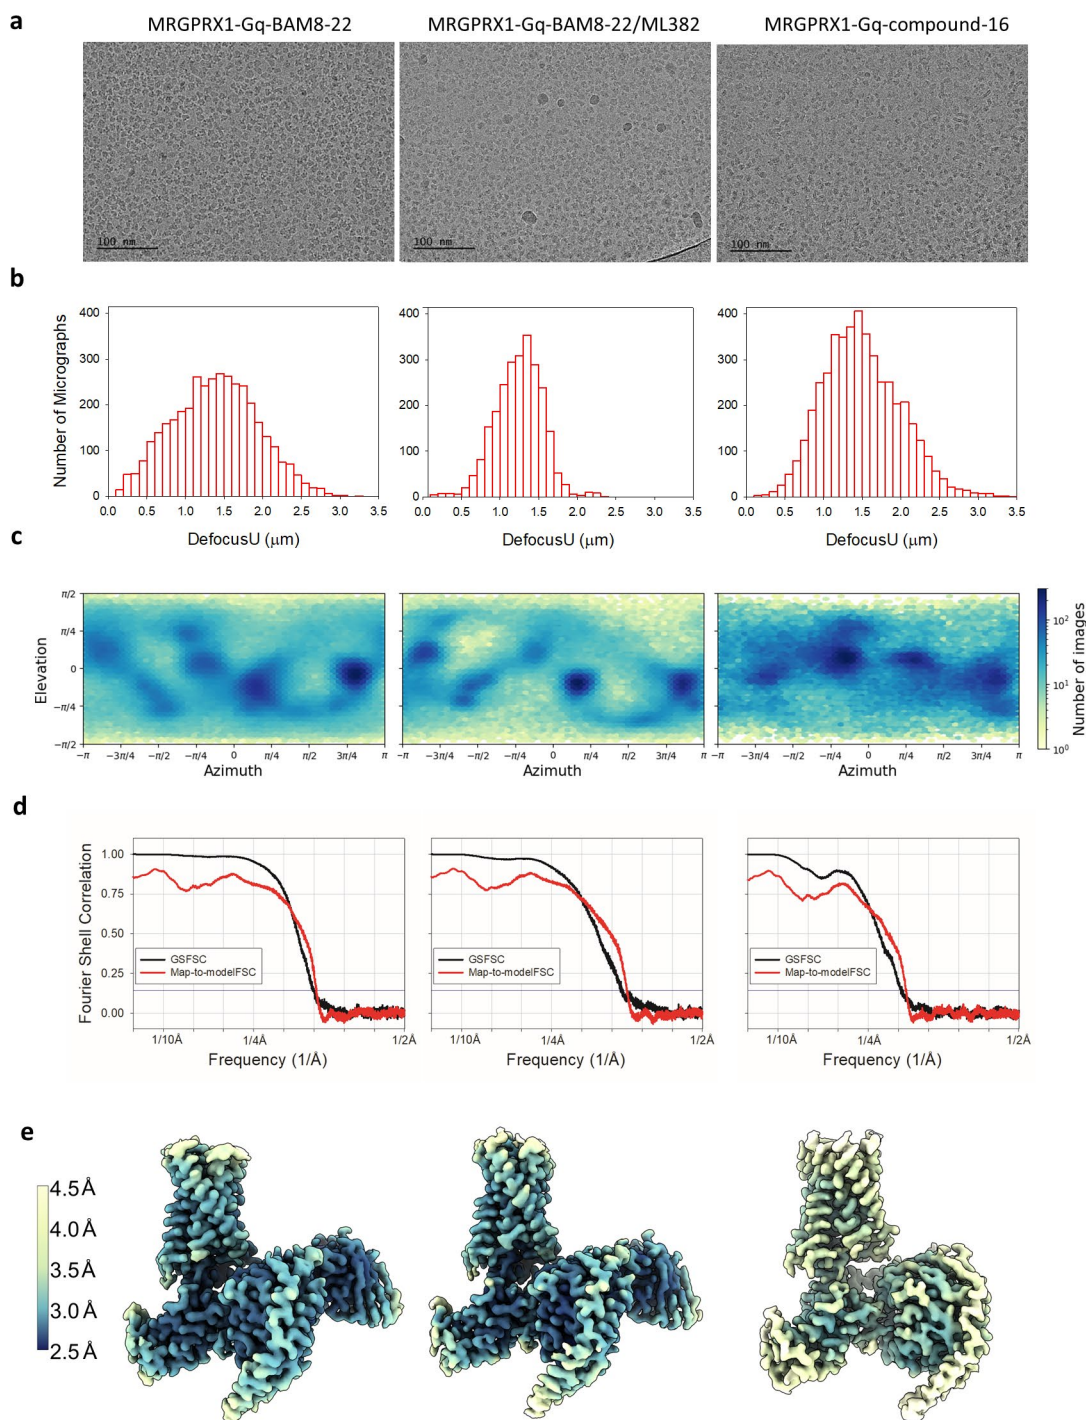 a
MRGPRX1-Gq-BAM8-22
MRGPRX1-Gq-BAM8-22/ML382
MRGPRX1-Gq-compound-16
100 nm
100 nm
100 nm
b
Number of Micrographs
400
300
200
100
0
0.0 0.5 1.0 1.5 2.0 2.5 3.0 3.5
DefocusU (μm)
400
300
200
100
0
0.0 0.5 1.0 1.5 2.0 2.5 3.0 3.5
DefocusU (μm)
400
300
200
100
0
0.0 0.5 1.0 1.5 2.0 2.5 3.0 3.5
DefocusU (μm)
c
Elevation
π/2
π/4
0
−π/4
−π/2
−π −3π/4 −π/2 −π/4 0 π/4 π/2 3π/4 π
Azimuth
−π −3π/4 −π/2 −π/4 0 π/4 π/2 3π/4 π
−π −3π/4 −π/2 −π/4 0 π/4 π/2 3π/4 π
Azimuth
10²
10¹
10⁰
Number of images
d
Fourier Shell Correlation
1.00
0.75
0.50
0.25
0.00
GSFSC
Map-to-modelFSC
1/10Å 1/4Å 1/2Å
Frequency (1/Å)
GSFSC
Map-to-modelFSC
1/10Å 1/4Å 1/2Å
Frequency (1/Å)
GSFSC
Map-to-modelFSC
1/10Å 1/4Å 1/2Å
Frequency (1/Å)
e
4.5Å
4.0Å
3.5Å
3.0Å
2.5Å